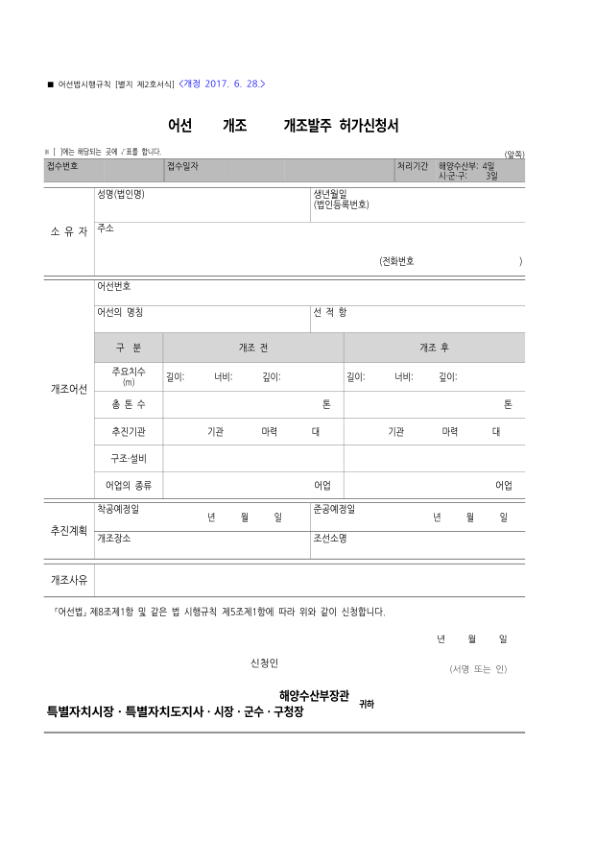 ■ 어선법시행규칙 [별지 제2호서식] <개정 2017. 6. 28.>
어선 개조 개조발주 허가신청서
※ [ ]에는 해당되는 곳에 √표를 합니다.
(앞쪽)
접수번호 접수일자 처리기간 해양수산부: 4일
시·군·구: 3일
소 유 자
성명(법인명) 생년월일
(법인등록번호)
주소
(전화번호 )
개조어선
어선번호
어선의 명칭 선 적 항
구 분 개조 전 개조 후
주요치수
(m)
길이: 너비: 깊이: 길이: 너비: 깊이:
총 톤 수 톤 톤
추진기관 기관 마력 대 기관 마력 대
구조·설비
어업의 종류 어업 어업
추진계획
착공예정일 준공예정일
년 월 일 년 월 일
개조장소 조선소명
개조사유
「어선법」 제8조제1항 및 같은 법 시행규칙 제5조제1항에 따라 위와 같이 신청합니다.
년 월 일
신청인
(서명 또는 인)
해양수산부장관
특별자치시장·특별자치도지사·시장·군수·구청장
귀하